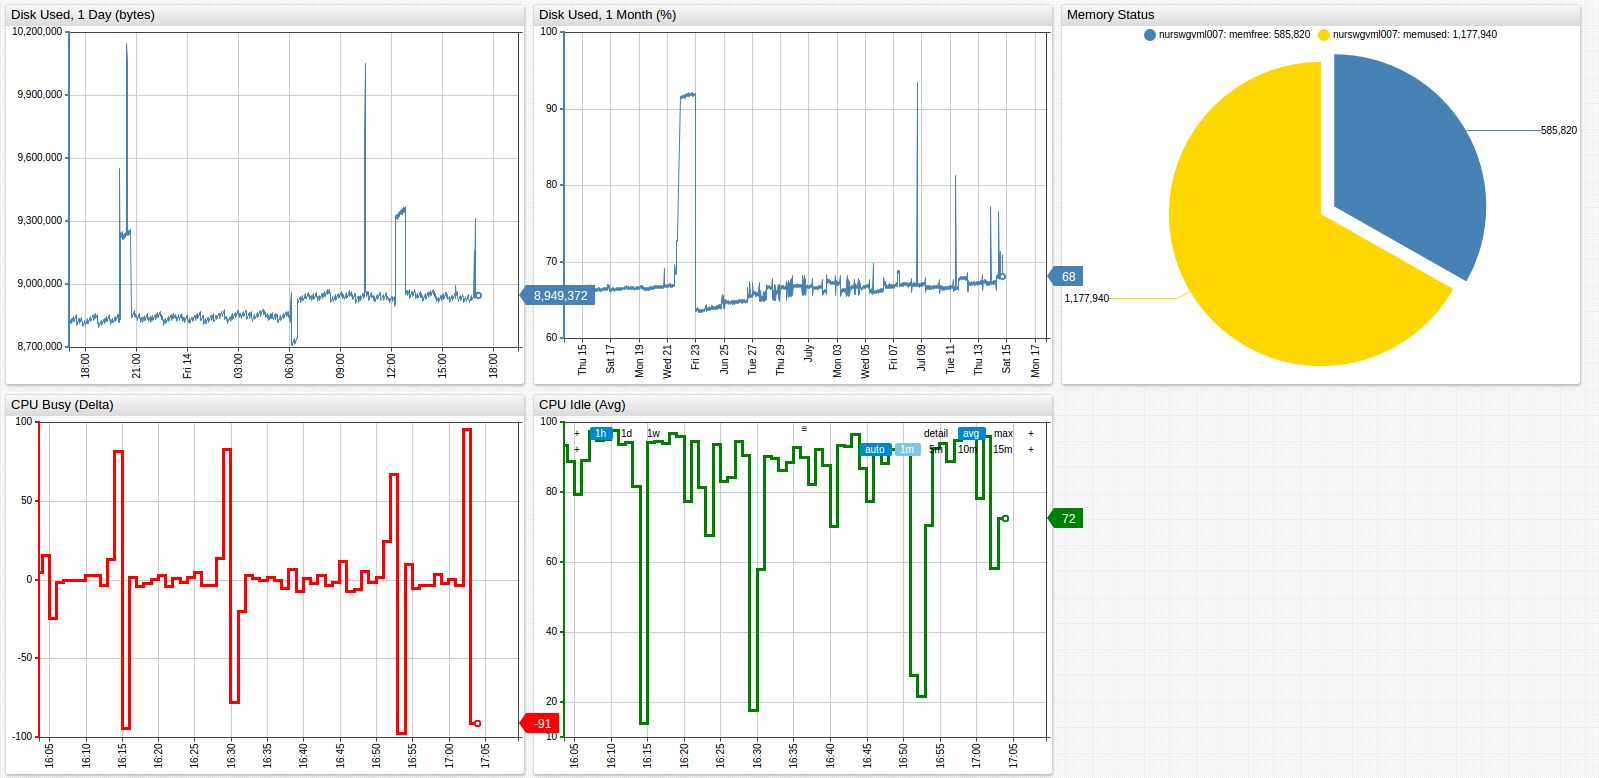 Disk Used, 1 Day (bytes)
10,200,000
9,900,000
9,600,000
9,300,000
9,000,000
8,700,000
18:00
21:00
Fri 14
03:00
06:00
09:00
12:00
15:00
18:00
8,949,372
Disk Used, 1 Month (%)
100
90
80
70
60
Thu 15
Sat 17
Mon 19
Wed 21
Fri 23
Jun 25
Tue 27
Thu 29
July
Mon 03
Wed 05
Fri 07
Jul 09
Tue 11
Thu 13
Sat 15
Mon 17
68
Memory Status
nurswgvml007: memfree: 585,820
nurswgvml007: memused: 1,177,940
585,820
1,177,940
CPU Busy (Delta)
100
50
0
-50
-100
16:05
16:10
16:15
16:20
16:25
16:30
16:35
16:40
16:45
16:50
16:55
17:00
17:05
-91
CPU Idle (Avg)
100
80
60
40
20
10
+ 1h 1d 1w
+
≡
detail avg max +
auto 1m 5m 10m 15m +
16:05
16:10
16:15
16:20
16:25
16:30
16:35
16:40
16:45
16:50
16:55
17:00
17:05
72